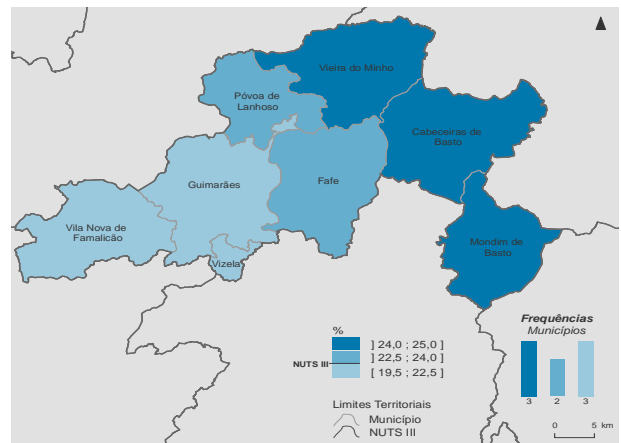 Vieira do Minho
Póvoa de
Lanhoso
Cabeceiras de
Basto
Guimarães
Fafe
Vila Nova de
Famalicão
Vizela
Mondim de
Basto
%
] 24,0 ; 25,0 ]
] 22,5 ; 24,0 ]
NUTS III
[ 19,5 ; 22,5 ]
Limites Territoriais
Município
NUTS III
Frequências
Municípios
3 2 3
0 5 km